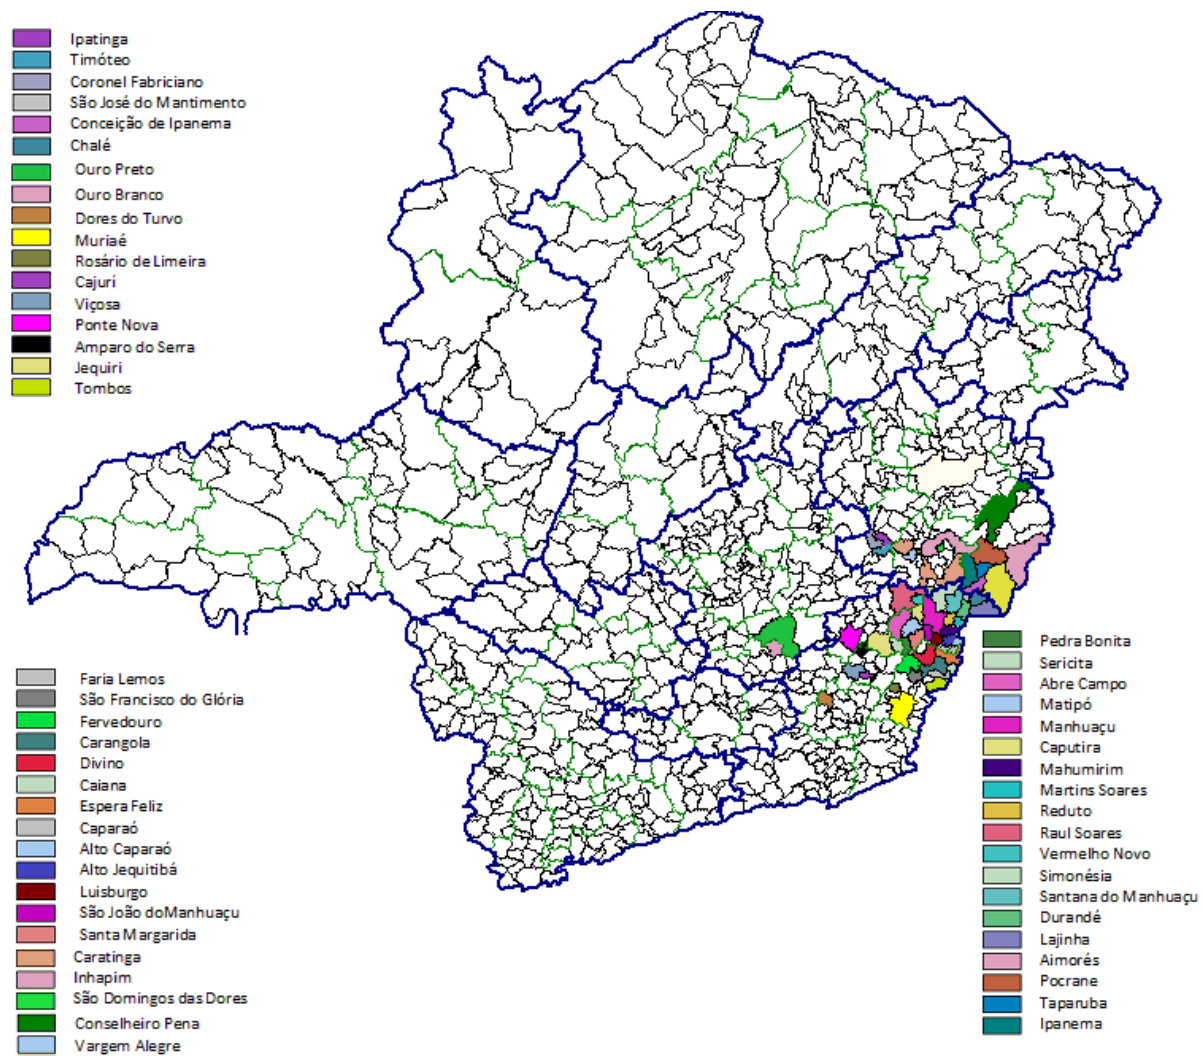 Ipatinga
Timóteo
Coronel Fabriciano
São José do Mantimento
Conceição de Ipanema
Chalé
Ouro Preto
Ouro Branco
Dores do Turvo
Muriaé
Rosário de Limeira
Cajurí
Viçosa
Ponte Nova
Amparo do Serra
Jequiri
Tombos
Faria Lemos
São Francisco do Glória
Fervedouro
Carangola
Divino
Caiana
Espera Feliz
Caparaó
Alto Caparaó
Alto Jequitibá
Luisburgo
São João doManhuaçu
Santa Margarida
Caratinga
Inhapim
São Domingos das Dores
Conselheiro Pena
Vargem Alegre
Pedra Bonita
Sericita
Abre Campo
Matipó
Manhuaçu
Caputira
Mahumirim
Martins Soares
Reduto
Raul Soares
Vermelho Novo
Simonésia
Santana do Manhuaçu
Durandé
Lajinha
Aimorés
Pocrane
Taparuba
Ipanema